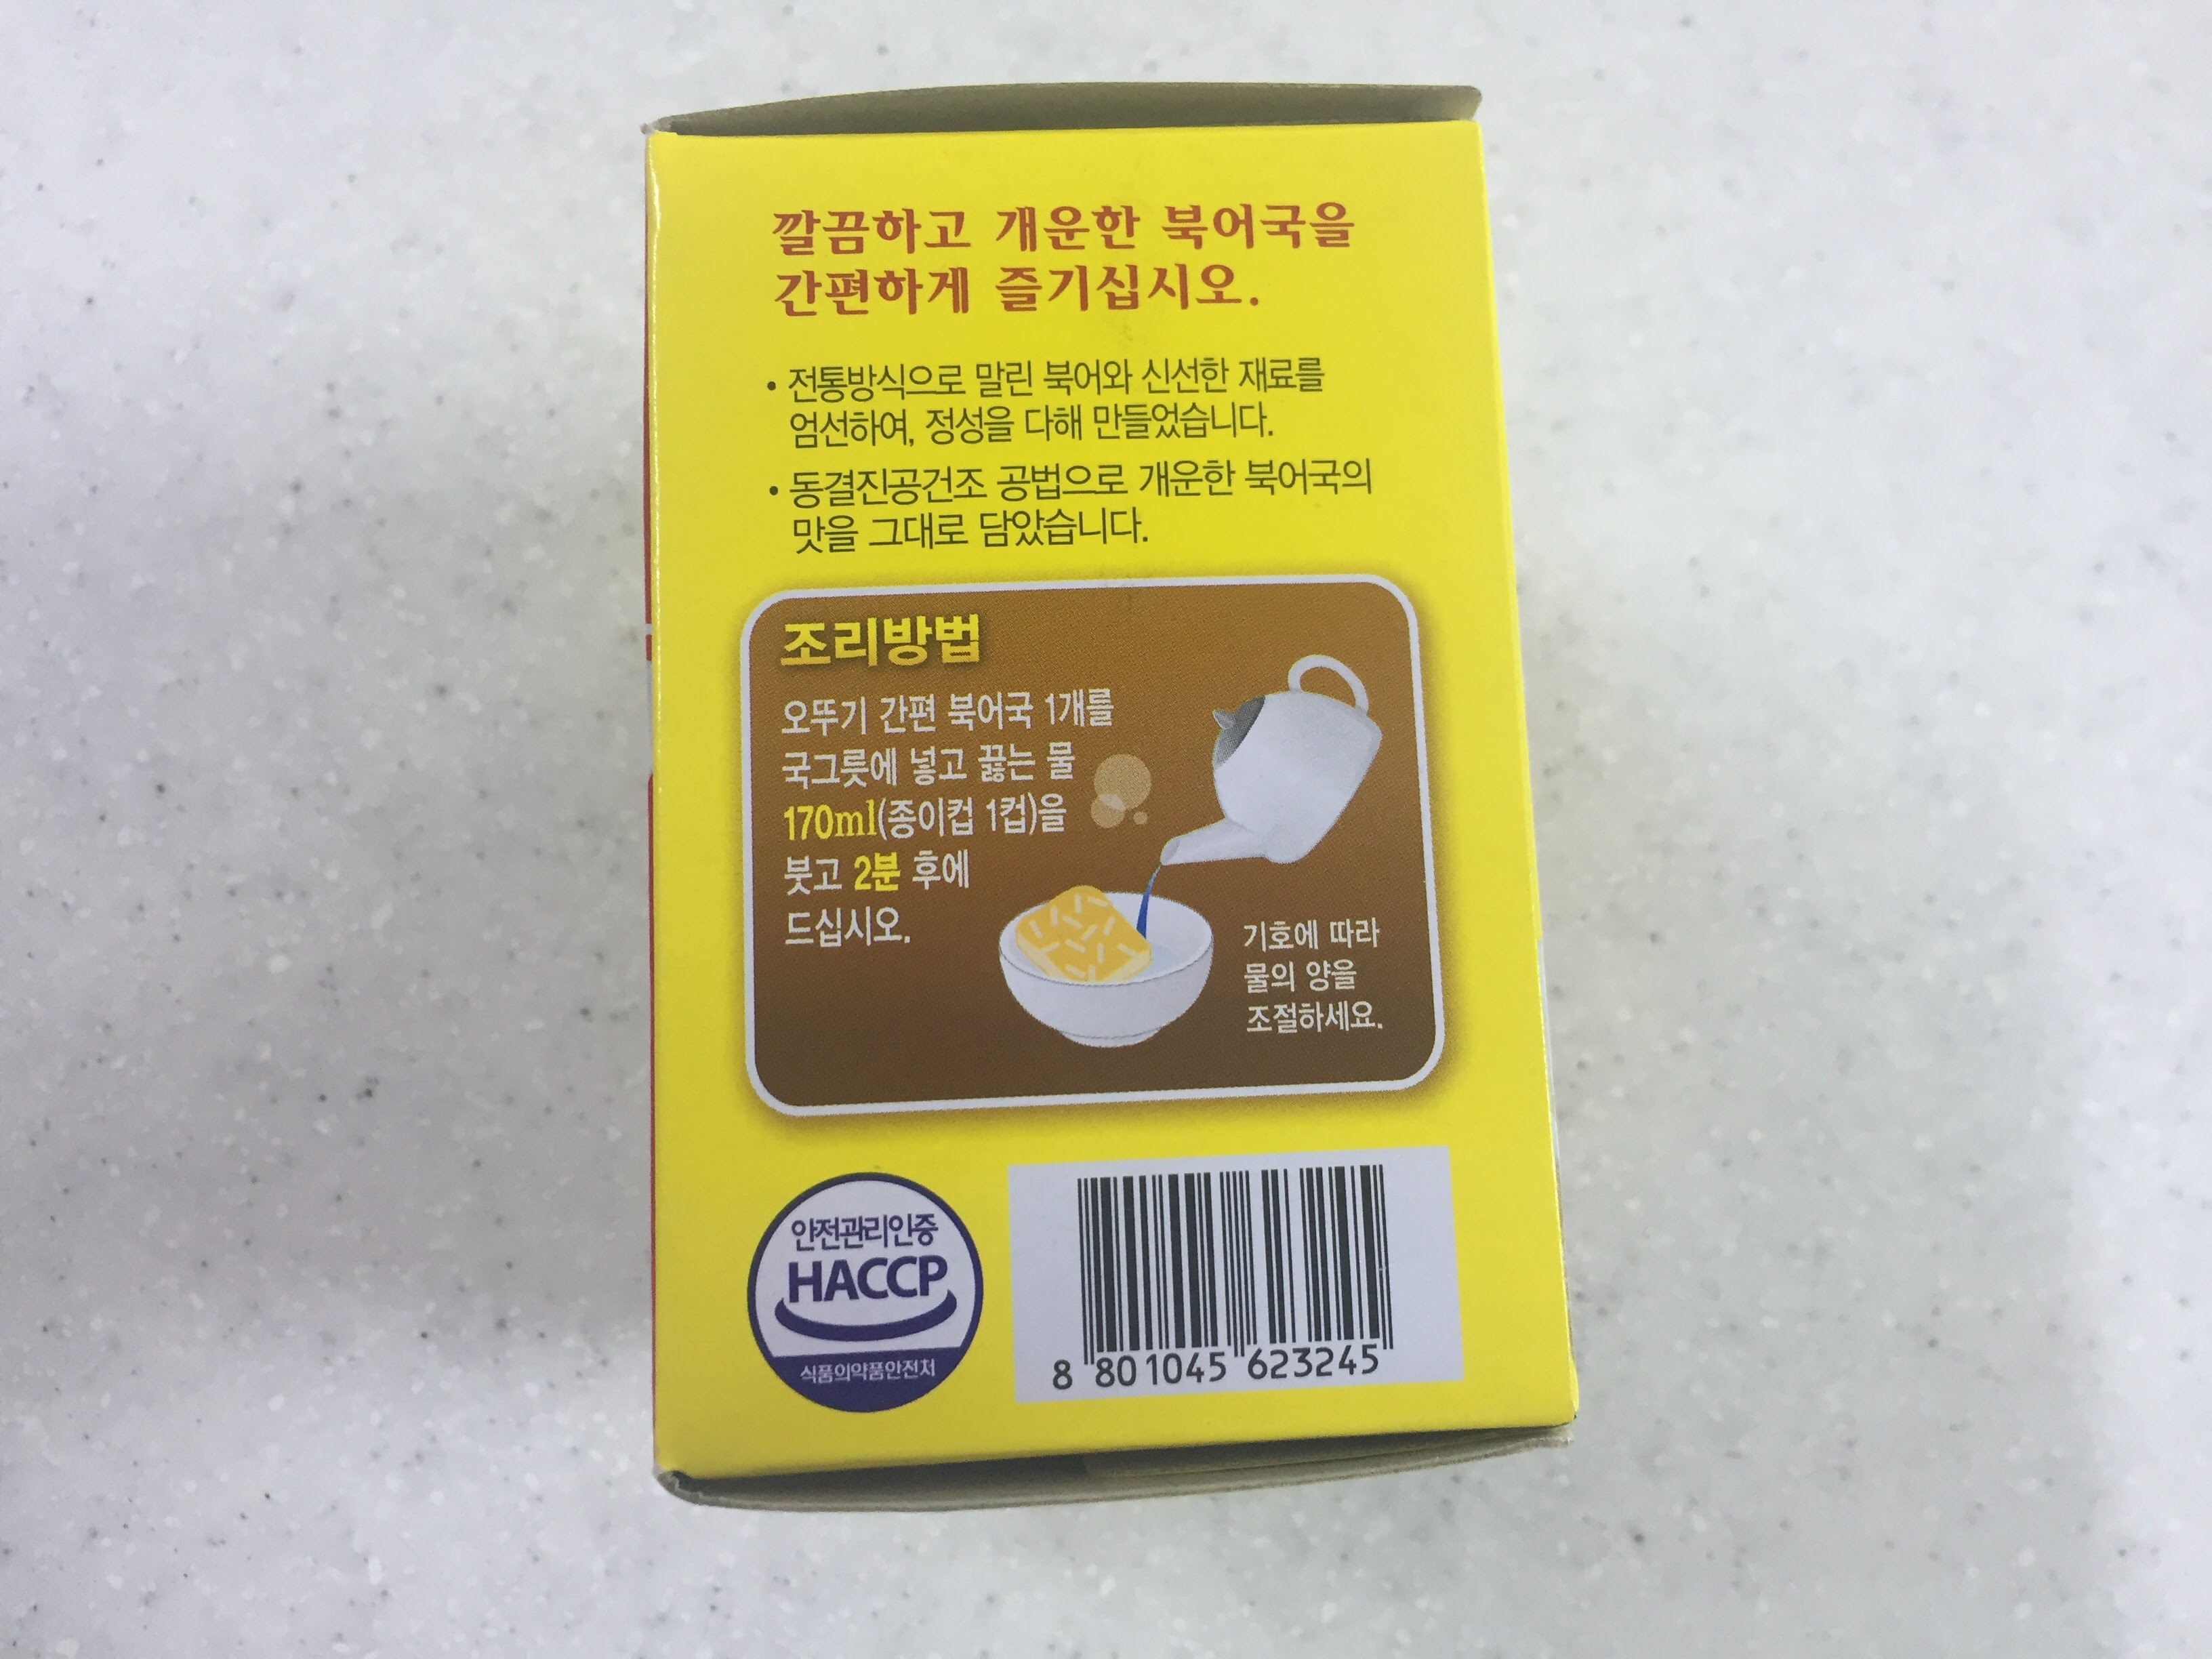 깔끔하고 개운한 북어국을
간편하게 즐기십시오.
• 전통방식으로 말린 북어와 신선한 재료를
엄선하여, 정성을 다해 만들었습니다.
• 동결진공건조 공법으로 개운한 북어국의
맛을 그대로 담았습니다.
조리방법
오뚜기 간편 북어국 1개를
국그릇에 넣고 끓는 물
170ml(종이컵 1컵)을
붓고 2분 후에
드십시오.
기호에 따라
물의 양을
조절하세요.
안전관리인증
HACCP
식품의약품안전처
8 801045 623245